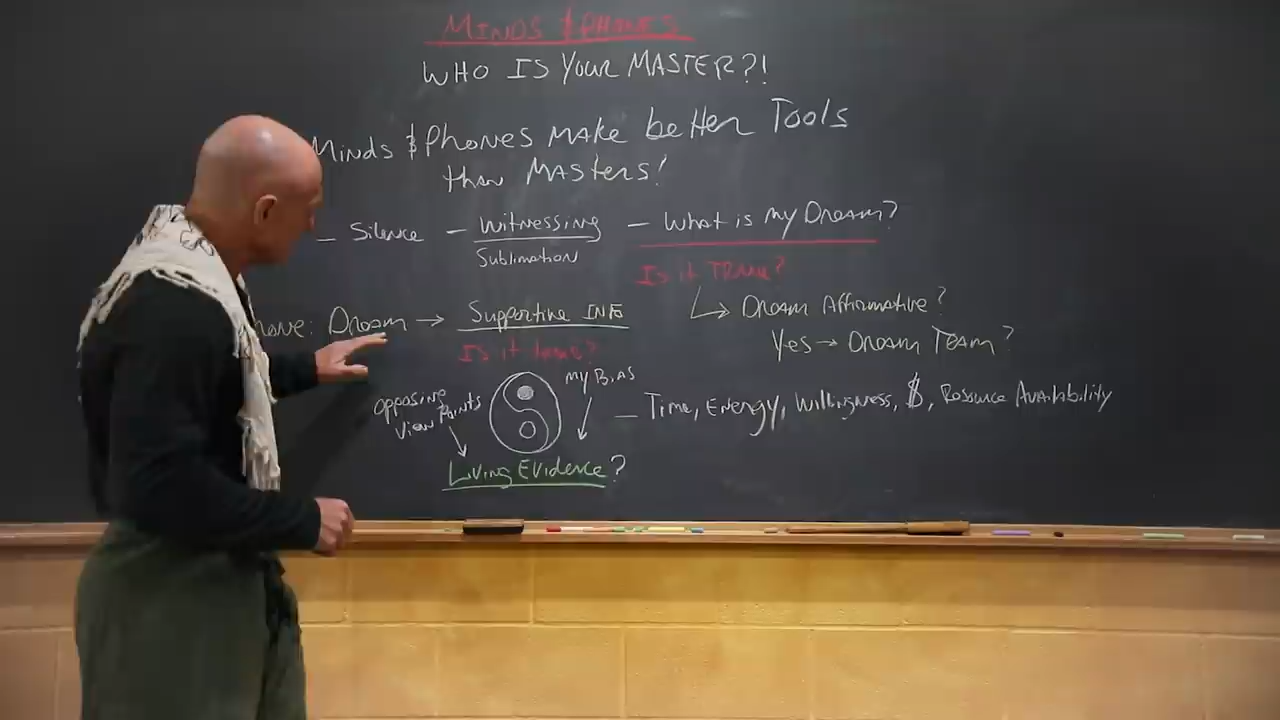 MINDS & PHONES
WHO IS YOUR MASTER?!
Minds & Phones MAKE better Tools
than Masters!
– Silence – Witnessing – What is my Dream?
Sublimation
Is it True?
Dream → Supportive INFO
↳ Dream Affirmative?
Yes → Dream Team?
Is it true?
Opposing
View Points
my Bias
– Time, Energy, Willingness, $, Resource Availability
Living Evidence?